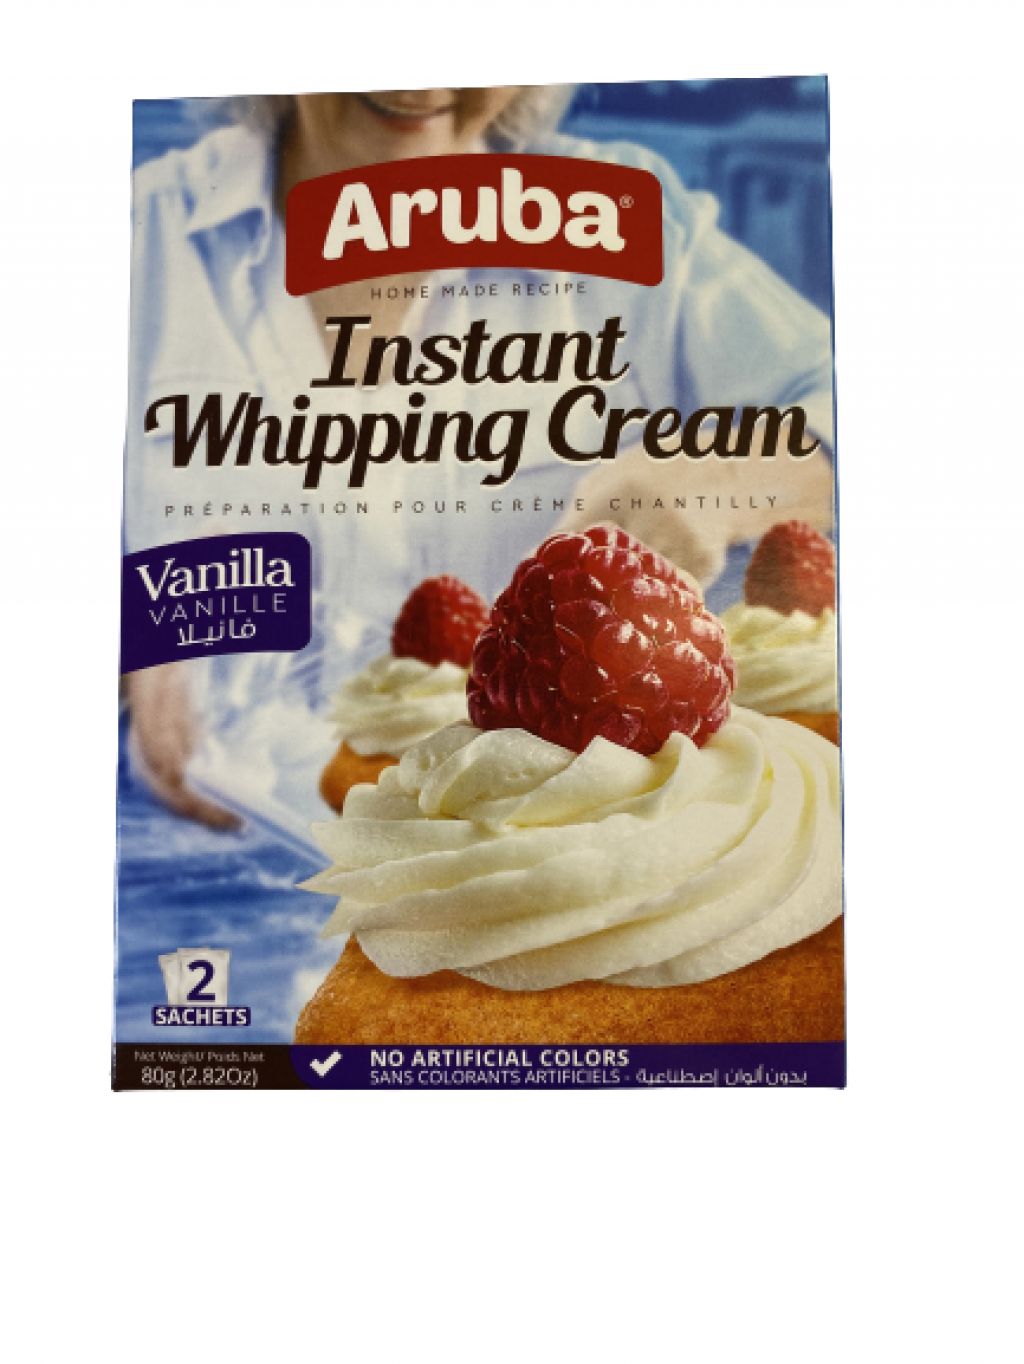 Aruba®
HOME MADE RECIPE
Instant
Whipping Cream
PRÉPARATION POUR CRÈME CHANTILLY
Vanilla
VANILLE
فانيلا
2
SACHETS
Net Weight/ Poids Net
80g (2.82Oz)
NO ARTIFICIAL COLORS
SANS COLORANTS ARTIFICIELS - بدون ألوان إصطناعية